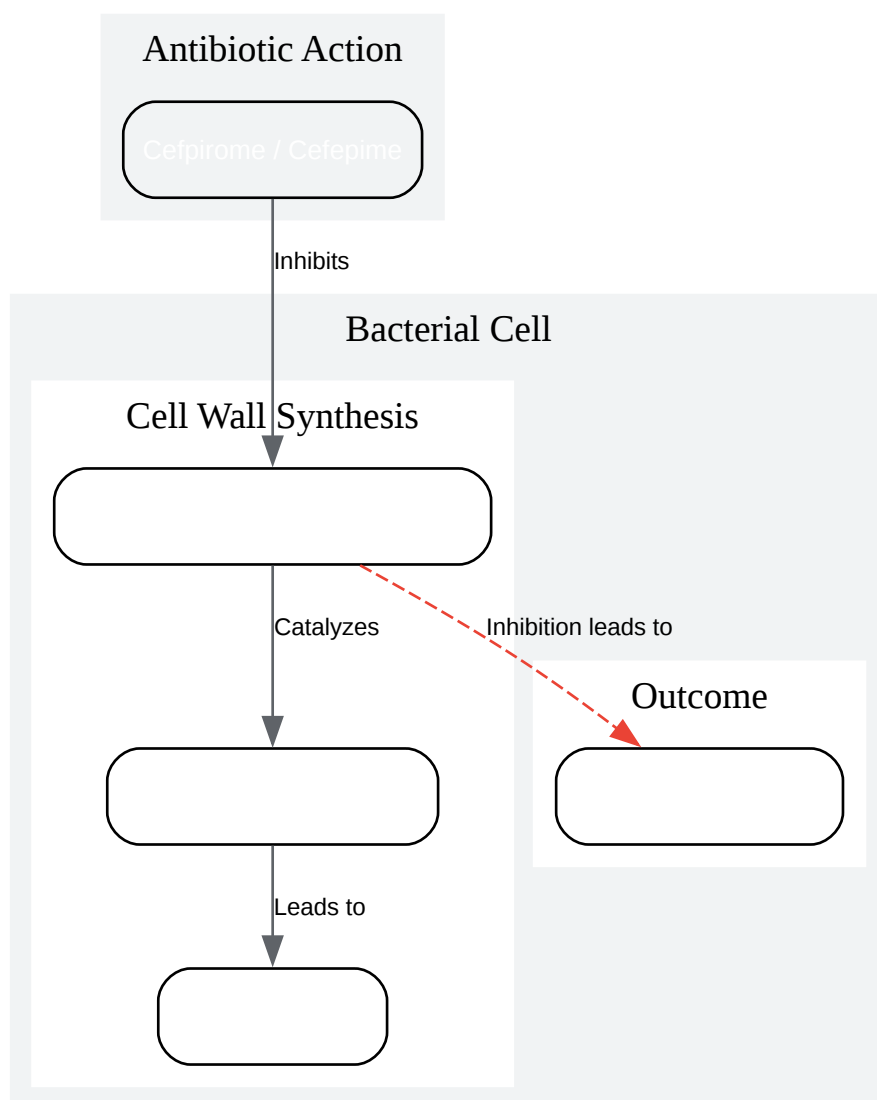 Antibiotic Action
Cefpirome / Cefepime
Inhibits
Bacterial Cell
Cell Wall Synthesis
Catalyzes
Inhibition leads to
Outcome
Leads to